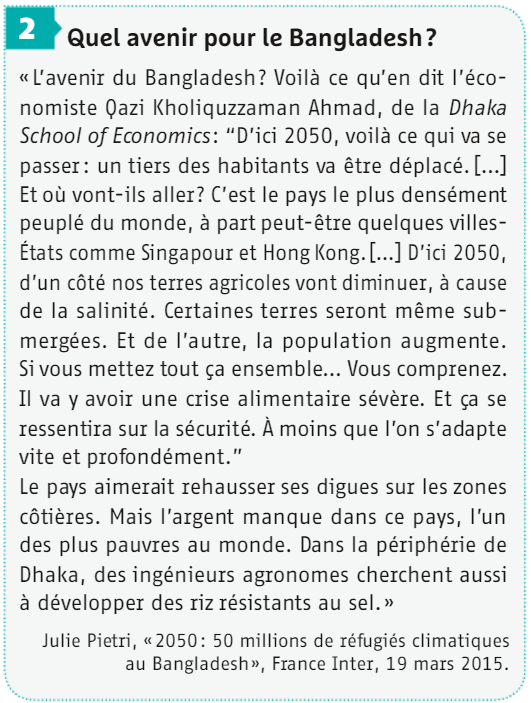 2
Quel avenir pour le Bangladesh ?
« L'avenir du Bangladesh ? Voilà ce qu'en dit l'éco-
nomiste Qazi Kholiquzzaman Ahmad, de la Dhaka
School of Economics : “D'ici 2050, voilà ce qui va se
passer : un tiers des habitants va être déplacé. [...]
Et où vont-ils aller ? C'est le pays le plus densément
peuplé du monde, à part peut-être quelques villes-
États comme Singapour et Hong Kong. [...] D'ici 2050,
d'un côté nos terres agricoles vont diminuer, à cause
de la salinité. Certaines terres seront même sub-
mergées. Et de l'autre, la population augmente.
Si vous mettez tout ça ensemble... Vous comprenez.
Il va y avoir une crise alimentaire sévère. Et ça se
ressentira sur la sécurité. À moins que l'on s'adapte
vite et profondément.”
Le pays aimerait rehausser ses digues sur les zones
côtières. Mais l'argent manque dans ce pays, l'un
des plus pauvres au monde. Dans la périphérie de
Dhaka, des ingénieurs agronomes cherchent aussi
à développer des riz résistants au sel. »
Julie Pietri, « 2050 : 50 millions de réfugiés climatiques
au Bangladesh », France Inter, 19 mars 2015.